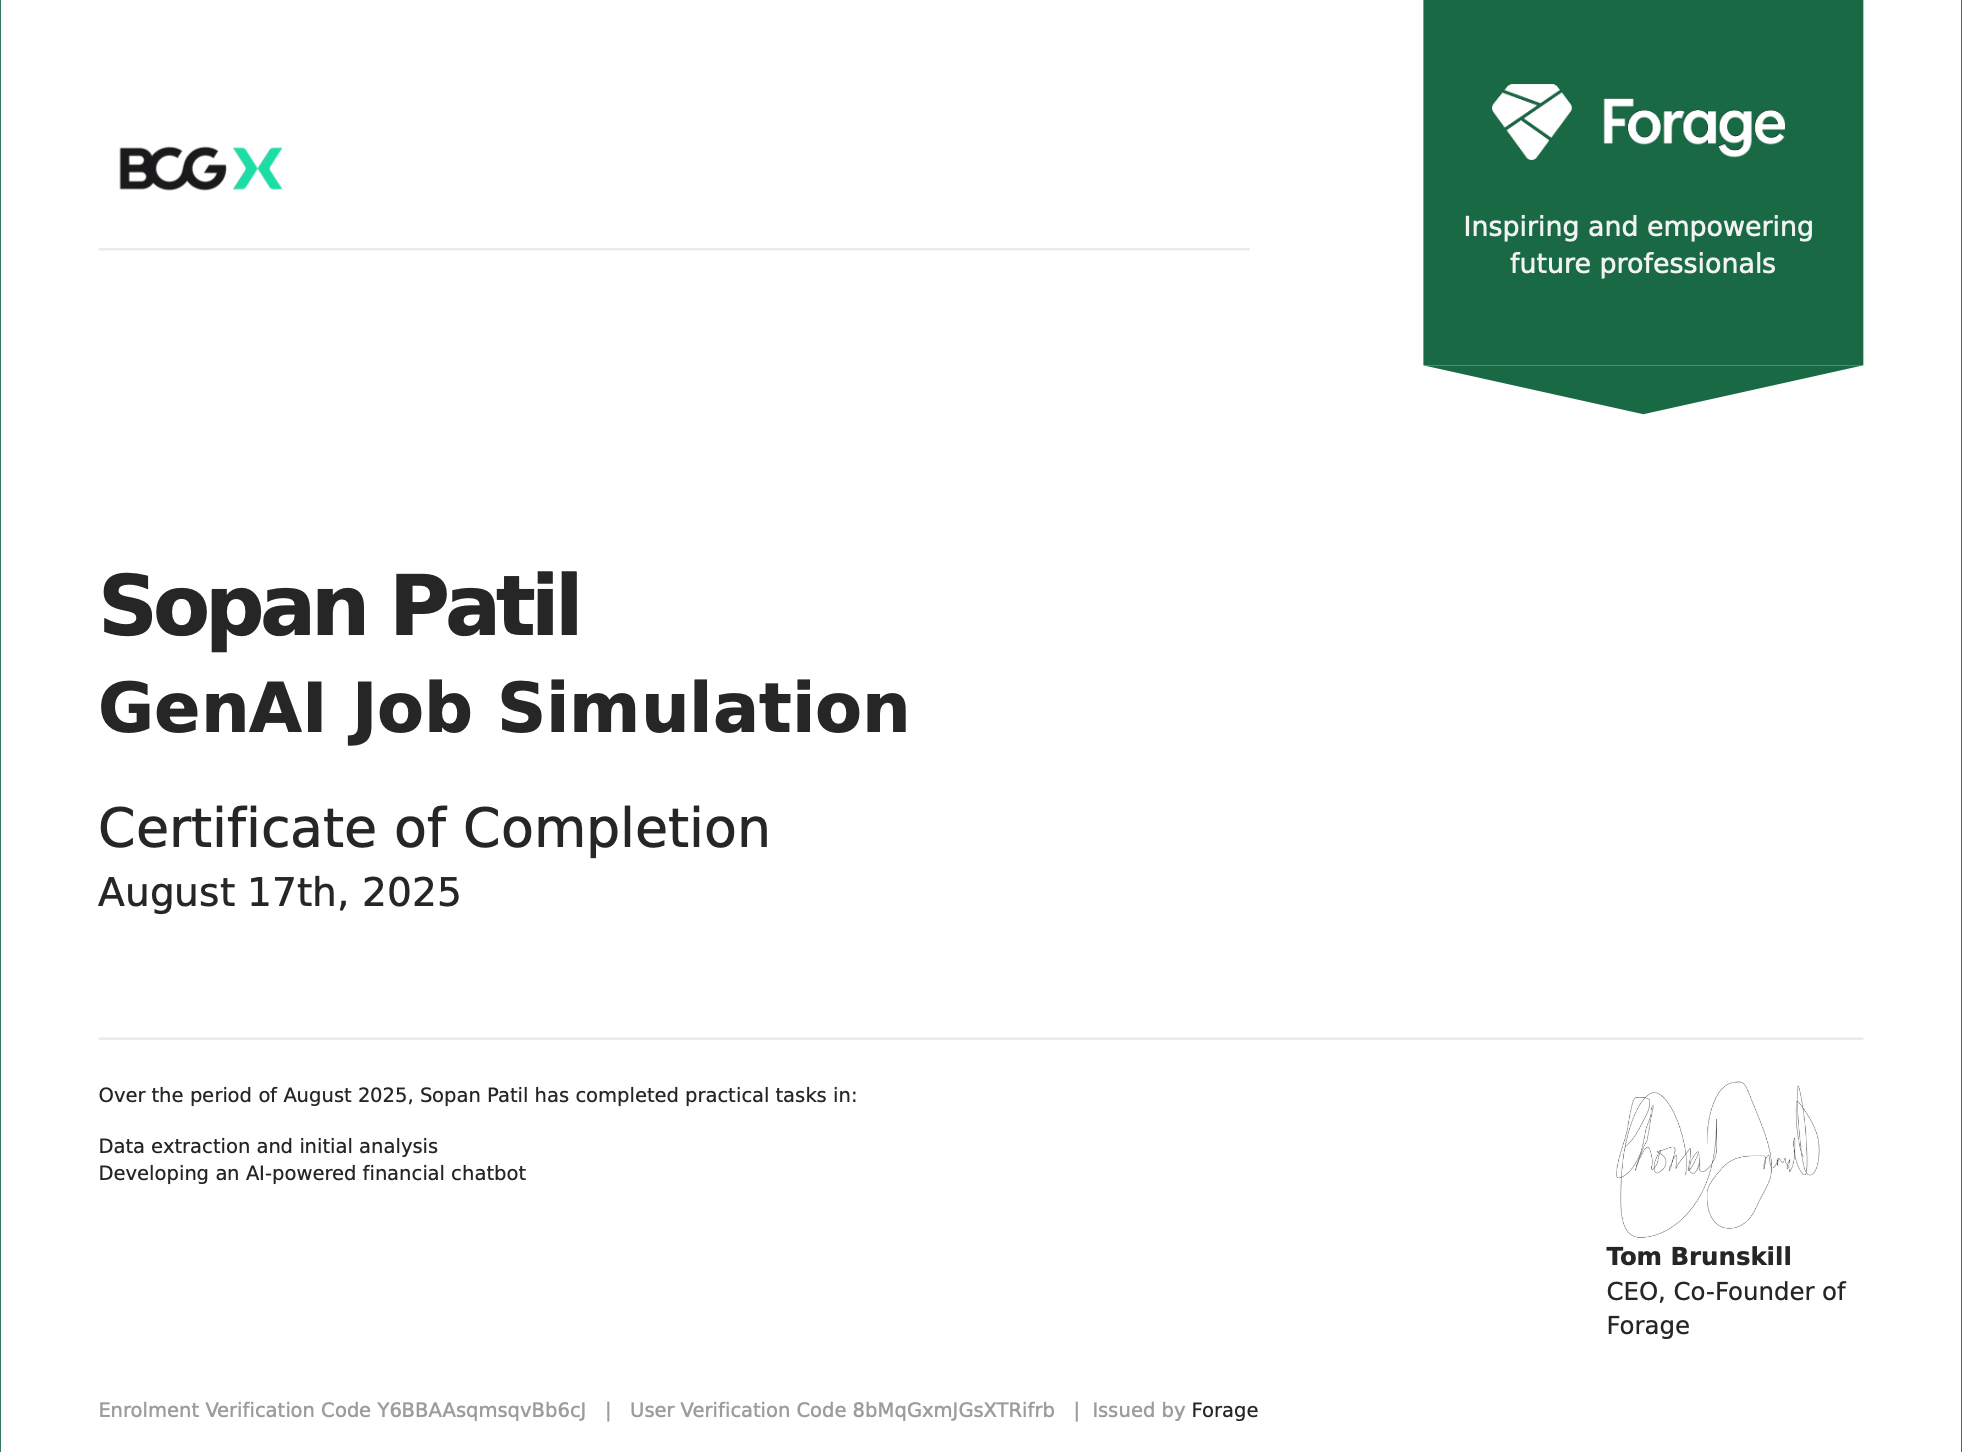 BCG X
Forage
Inspiring and empowering
future professionals
Sopan Patil
GenAI Job Simulation
Certificate of Completion
August 17th, 2025
Over the period of August 2025, Sopan Patil has completed practical tasks in:
Data extraction and initial analysis
Developing an AI-powered financial chatbot
Tom Brunskill
CEO, Co-Founder of
Forage
Enrolment Verification Code Y6BBAAsqmsqvBb6cJ | User Verification Code 8bMqGxmJGsXTRifrb | Issued by Forage